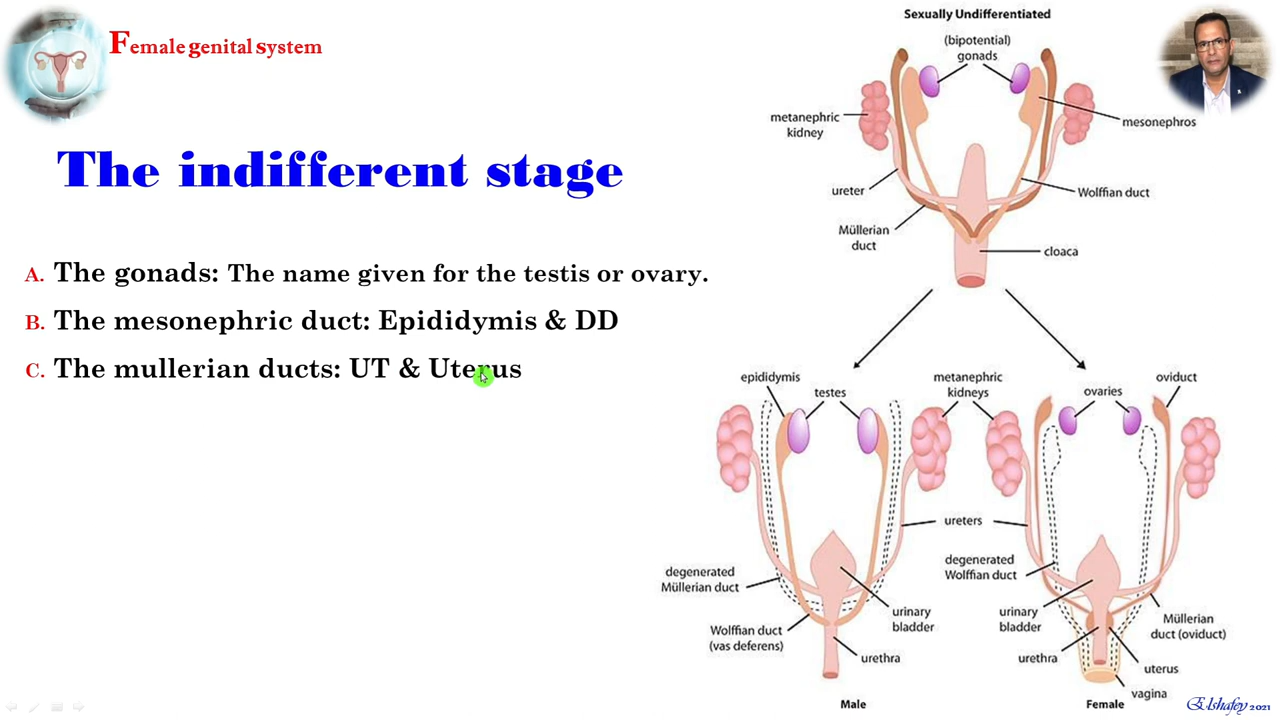 Female genital system
The indifferent stage
A. The gonads: The name given for the testis or ovary.
B. The mesonephric duct: Epididymis & DD
C. The mullerian ducts: UT & Uterus
Sexually Undifferentiated
(bipotential)
gonads
metanephric
kidney
mesonephros
ureter
Wolffian duct
Müllerian
duct
cloaca
epididymis
testes
metanephric
kidneys
ovaries
oviduct
ureters
degenerated
Müllerian duct
degenerated
Wolffian duct
urinary
bladder
urinary
bladder
Müllerian
duct (oviduct)
Wolffian duct
(vas deferens)
urethra
urethra
uterus
vagina
Male
Female
Elshafey 2021